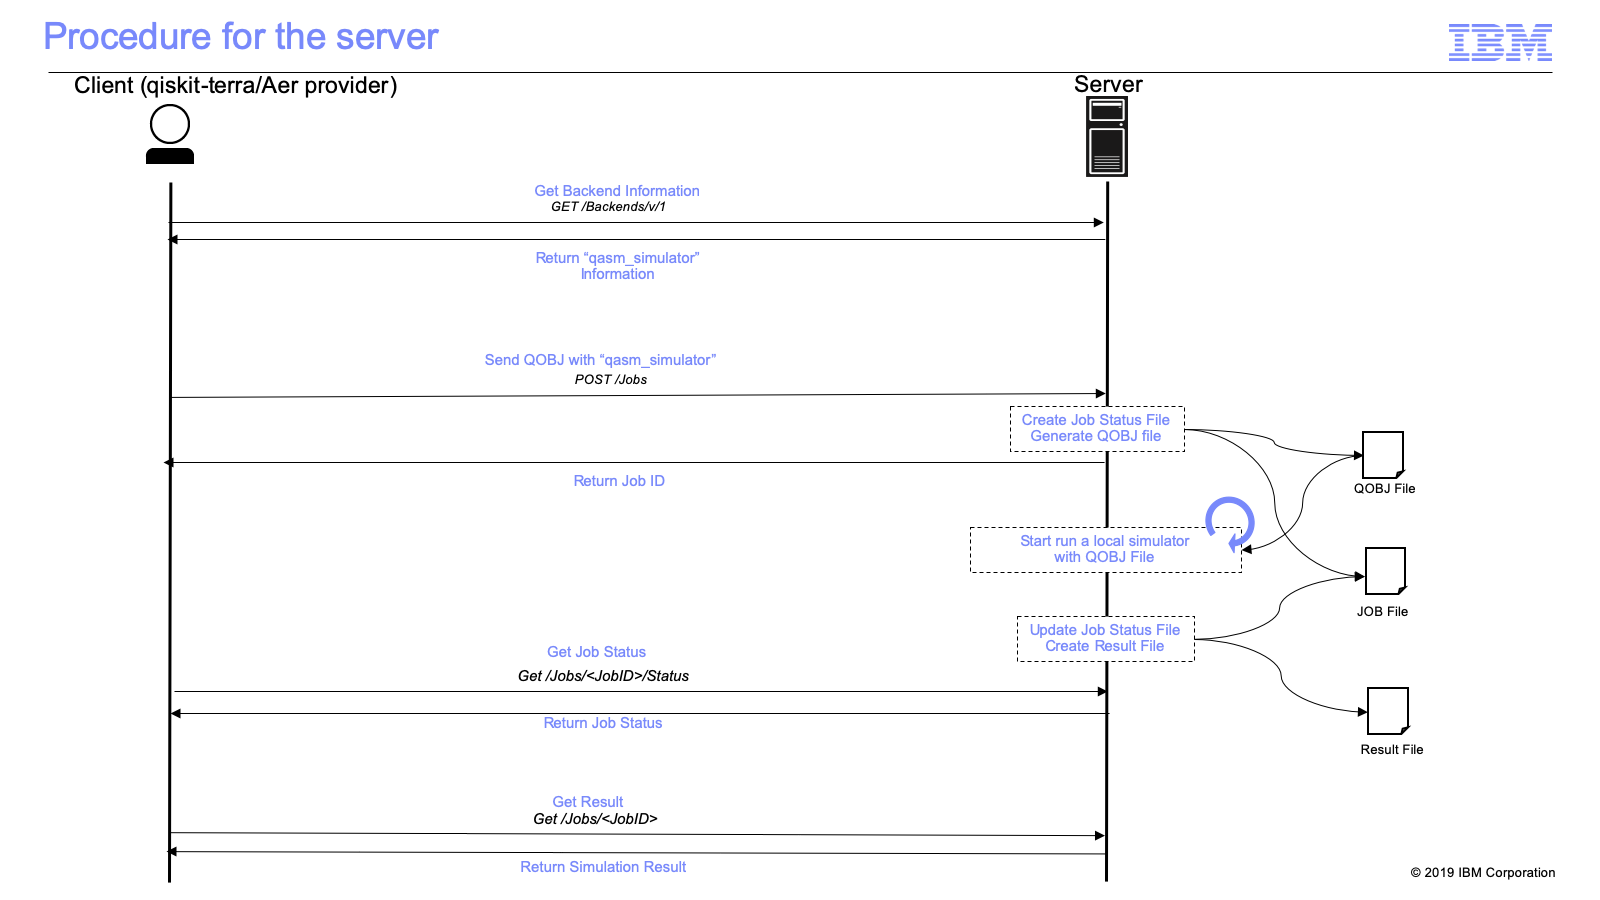 Procedure for the server
IBM
Client (qiskit-terra/Aer provider)
Server
Get Backend Information
GET /Backends/v/1
Return “qasm_simulator”
Information
Send QOBJ with “qasm_simulator”
POST /Jobs
Create Job Status File
Generate QOBJ file
Return Job ID
QOBJ File
Start run a local simulator
with QOBJ File
JOB File
Update Job Status File
Create Result File
Get Job Status
Get /Jobs/<JobID>/Status
Return Job Status
Result File
Get Result
Get /Jobs/<JobID>
Return Simulation Result
© 2019 IBM Corporation